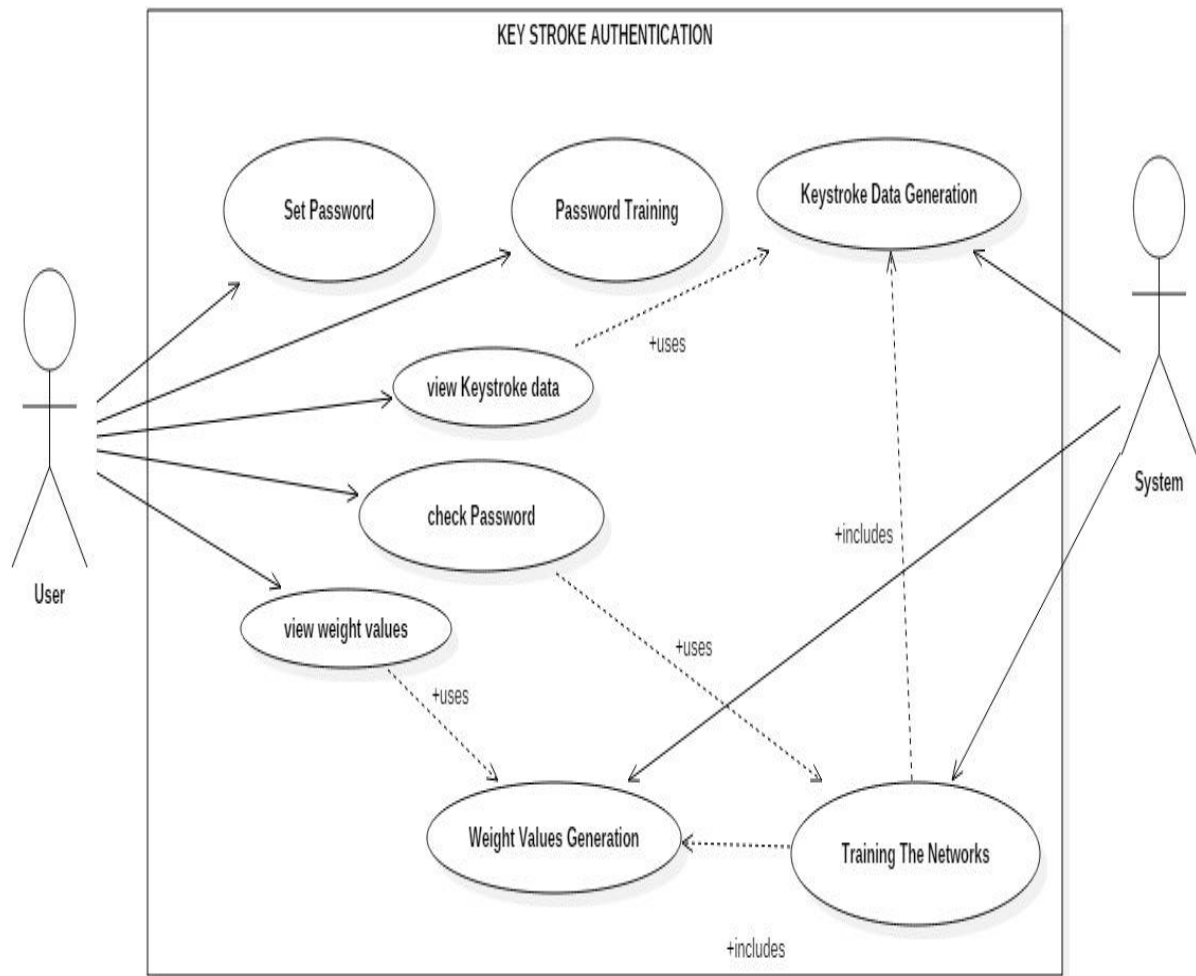 KEY STROKE AUTHENTICATION
Set Password
Password Training
Keystroke Data Generation
+uses
view Keystroke data
System
check Password
+includes
User
view weight values
+uses
+uses
Weight Values Generation
Training The Networks
+includes